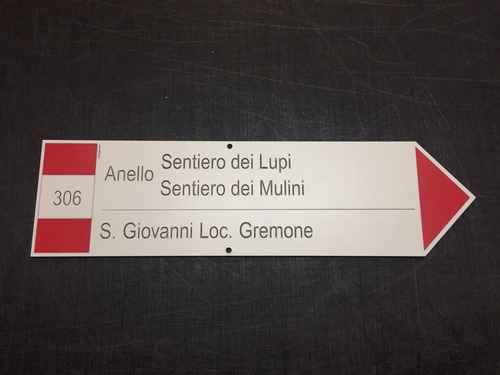 306
Anello Sentiero dei Lupi
Sentiero dei Mulini
S. Giovanni Loc. Gremone